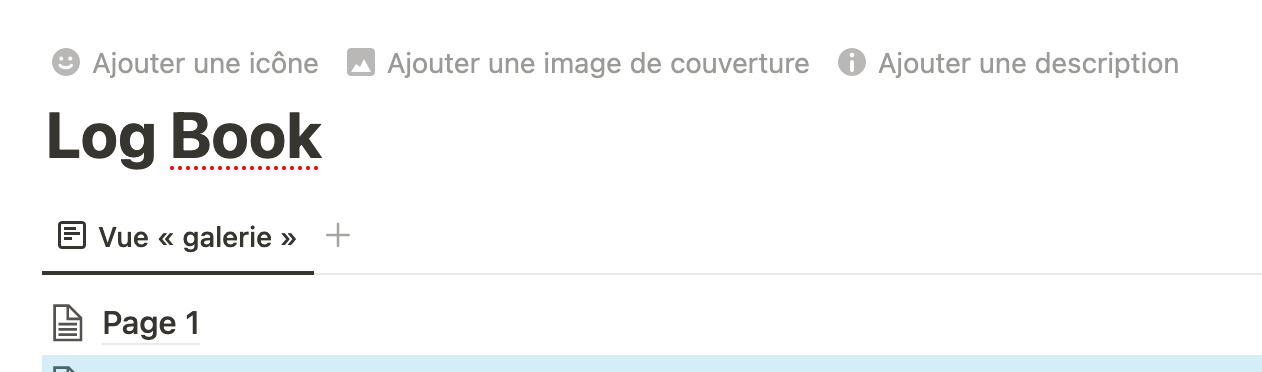 Ajouter une icône Ajouter une image de couverture Ajouter une description
Log Book
Vue « galerie »
Page 1